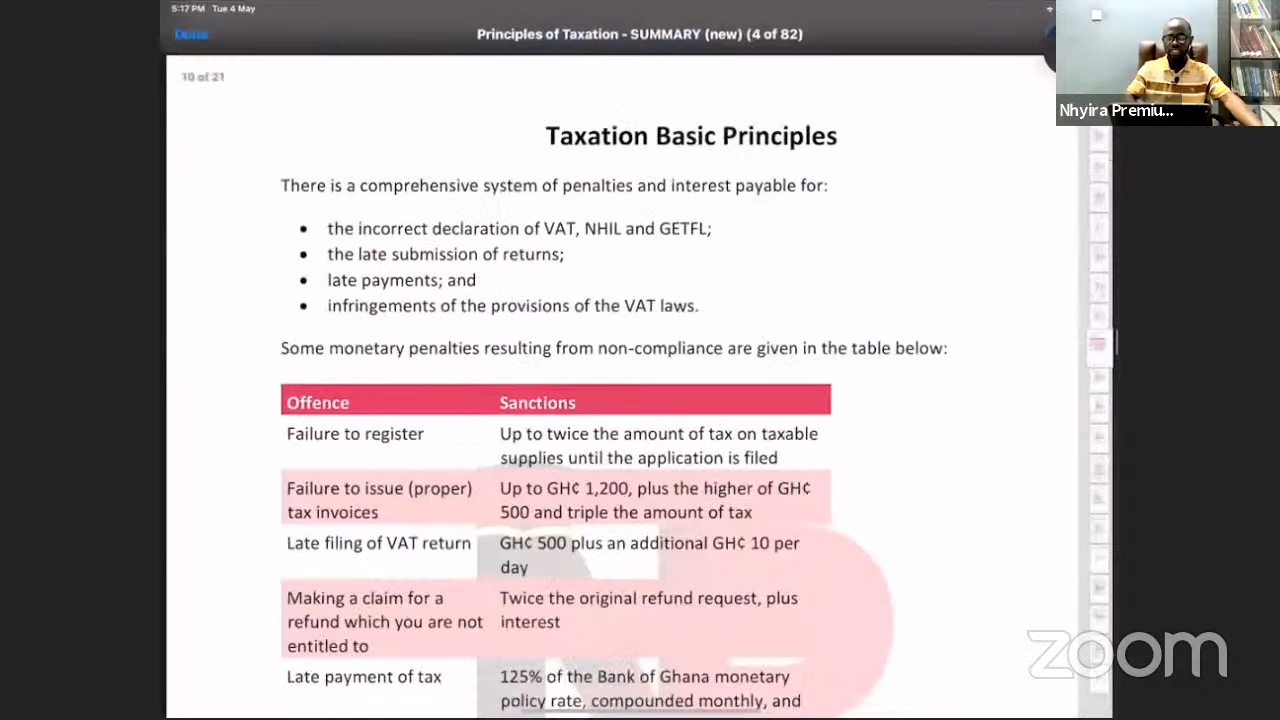 5:17 PM Tue 4 May
Done
Principles of Taxation - SUMMARY (new) (4 of 82)
Nhyira Premiu...
10 of 21
Taxation Basic Principles
There is a comprehensive system of penalties and interest payable for:
• the incorrect declaration of VAT, NHIL and GETFL;
• the late submission of returns;
• late payments; and
• infringements of the provisions of the VAT laws.
Some monetary penalties resulting from non-compliance are given in the table below:
Offence Sanctions
Failure to register Up to twice the amount of tax on taxable
supplies until the application is filed
Failure to issue (proper) Up to GH₵ 1,200, plus the higher of GH₵
tax invoices 500 and triple the amount of tax
Late filing of VAT return GH₵ 500 plus an additional GH₵ 10 per
day
Making a claim for a Twice the original refund request, plus
refund which you are not interest
entitled to
Late payment of tax 125% of the Bank of Ghana monetary
policy rate, compounded monthly, and
zoom